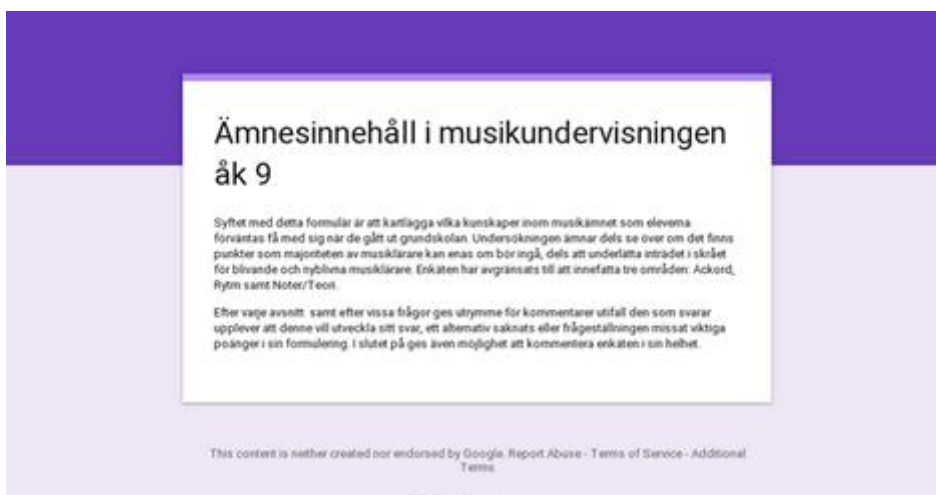 Ämnesinnehåll i musikundervisningen
åk 9
Syftet med detta formulär är att kartlägga vilka kunskaper inom musikämnet som eleverna
förväntas få med sig när de gått ut grundskolan. Undersökningen ämnar dels se över om det finns
punkter som majoriteten av musiklärare kan enas om bör ingå, dels att underlätta inträdet i skrået
för blivande och nyblivna musiklärare. Enkäten har avgränsats till att innefatta tre områden: Ackord,
Rytm samt Noter/Teori.
Efter varje avsnitt samt efter vissa frågor ges utrymme för kommentarer utifall den som svarar
upplever att denne vill utveckla sitt svar, ett alternativ saknats eller frågeställningen missat viktiga
poänger i sin formulering. I slutet på ges även möjlighet att kommentera enkäten i sin helhet.
This content is neither created nor endorsed by Google. Report Abuse - Terms of Service - Additional
Terms